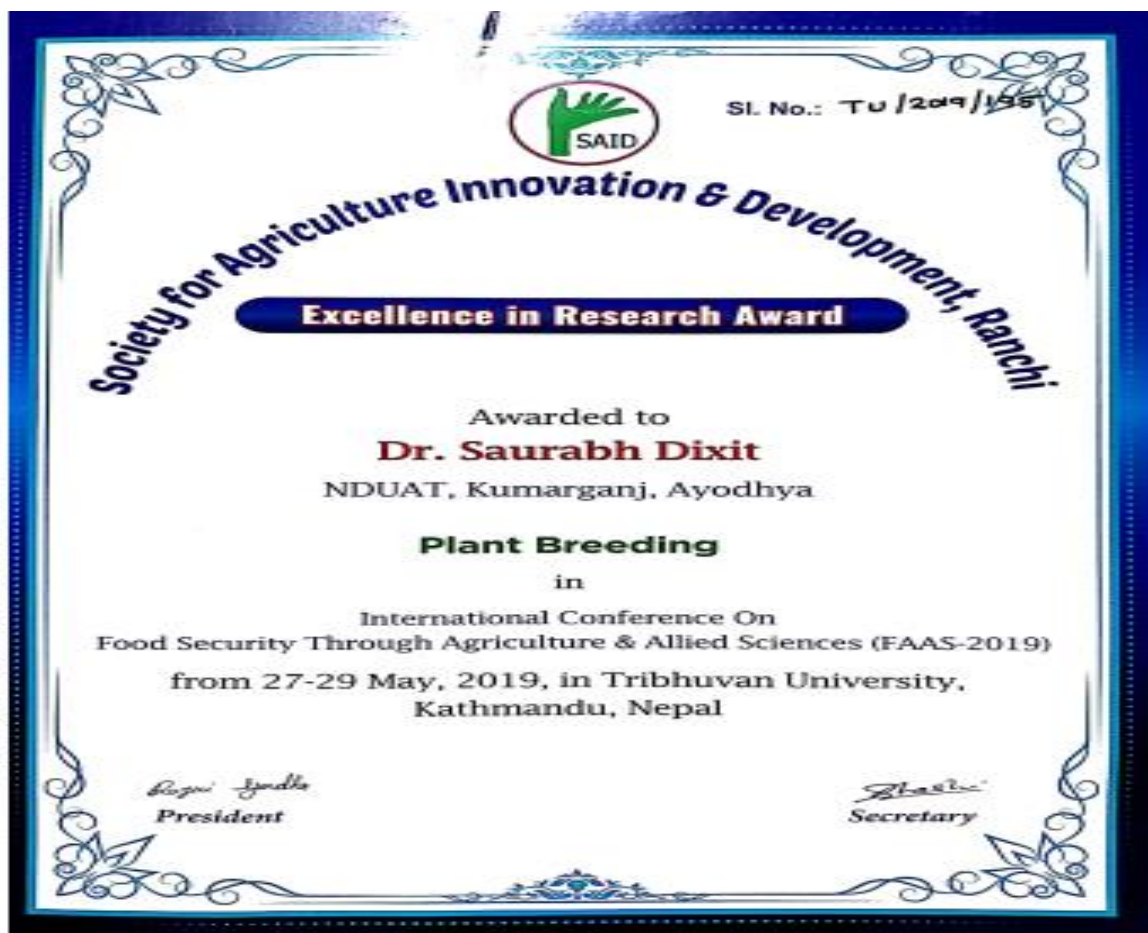 SAID
Sl. No.: TU/2019/195
Society for Agriculture Innovation & Development, Ranchi
Excellence in Research Award
Awarded to
Dr. Saurabh Dixit
NDUAT, Kumarganj, Ayodhya
Plant Breeding
in
International Conference On
Food Security Through Agriculture & Allied Sciences (FAAS-2019)
from 27-29 May, 2019, in Tribhuvan University,
Kathmandu, Nepal
President
Secretary